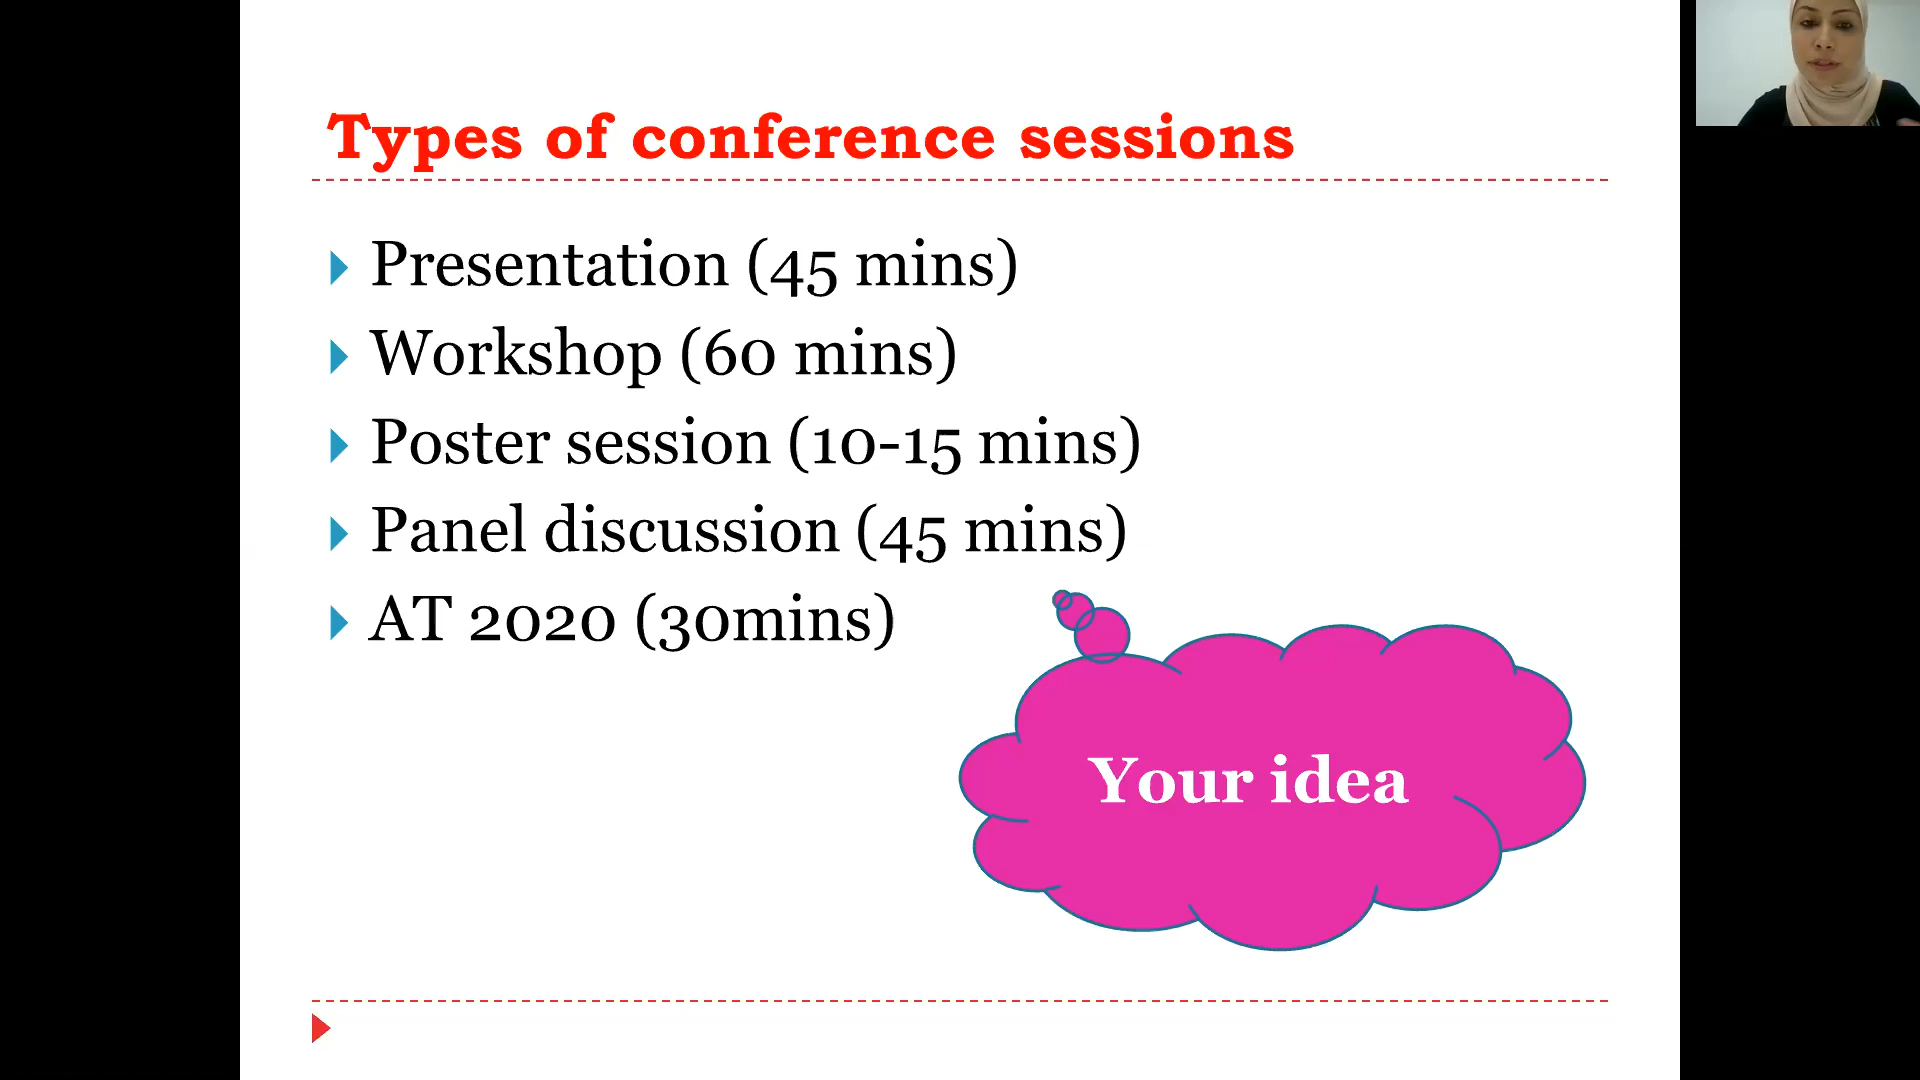 Types of conference sessions
Presentation (45 mins)
Workshop (60 mins)
Poster session (10-15 mins)
Panel discussion (45 mins)
AT 2020 (30mins)
Your idea